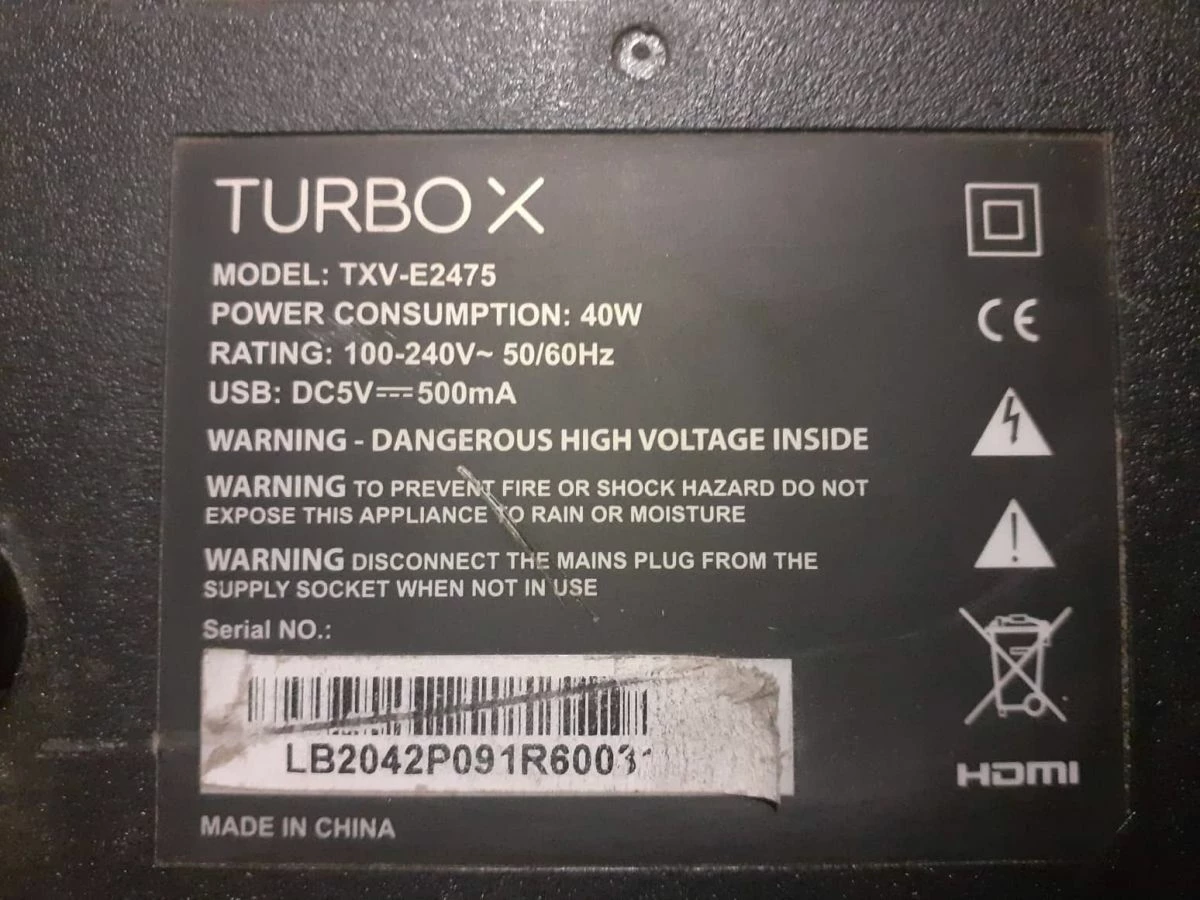 TURBO X
MODEL: TXV-E2475
POWER CONSUMPTION: 40W
RATING: 100-240V~ 50/60Hz
USB: DC5V⎓500mA
WARNING - DANGEROUS HIGH VOLTAGE INSIDE
WARNING TO PREVENT FIRE OR SHOCK HAZARD DO NOT
EXPOSE THIS APPLIANCE TO RAIN OR MOISTURE
WARNING DISCONNECT THE MAINS PLUG FROM THE
SUPPLY SOCKET WHEN NOT IN USE
Serial NO.:
MADE IN CHINA
CE
HDMI